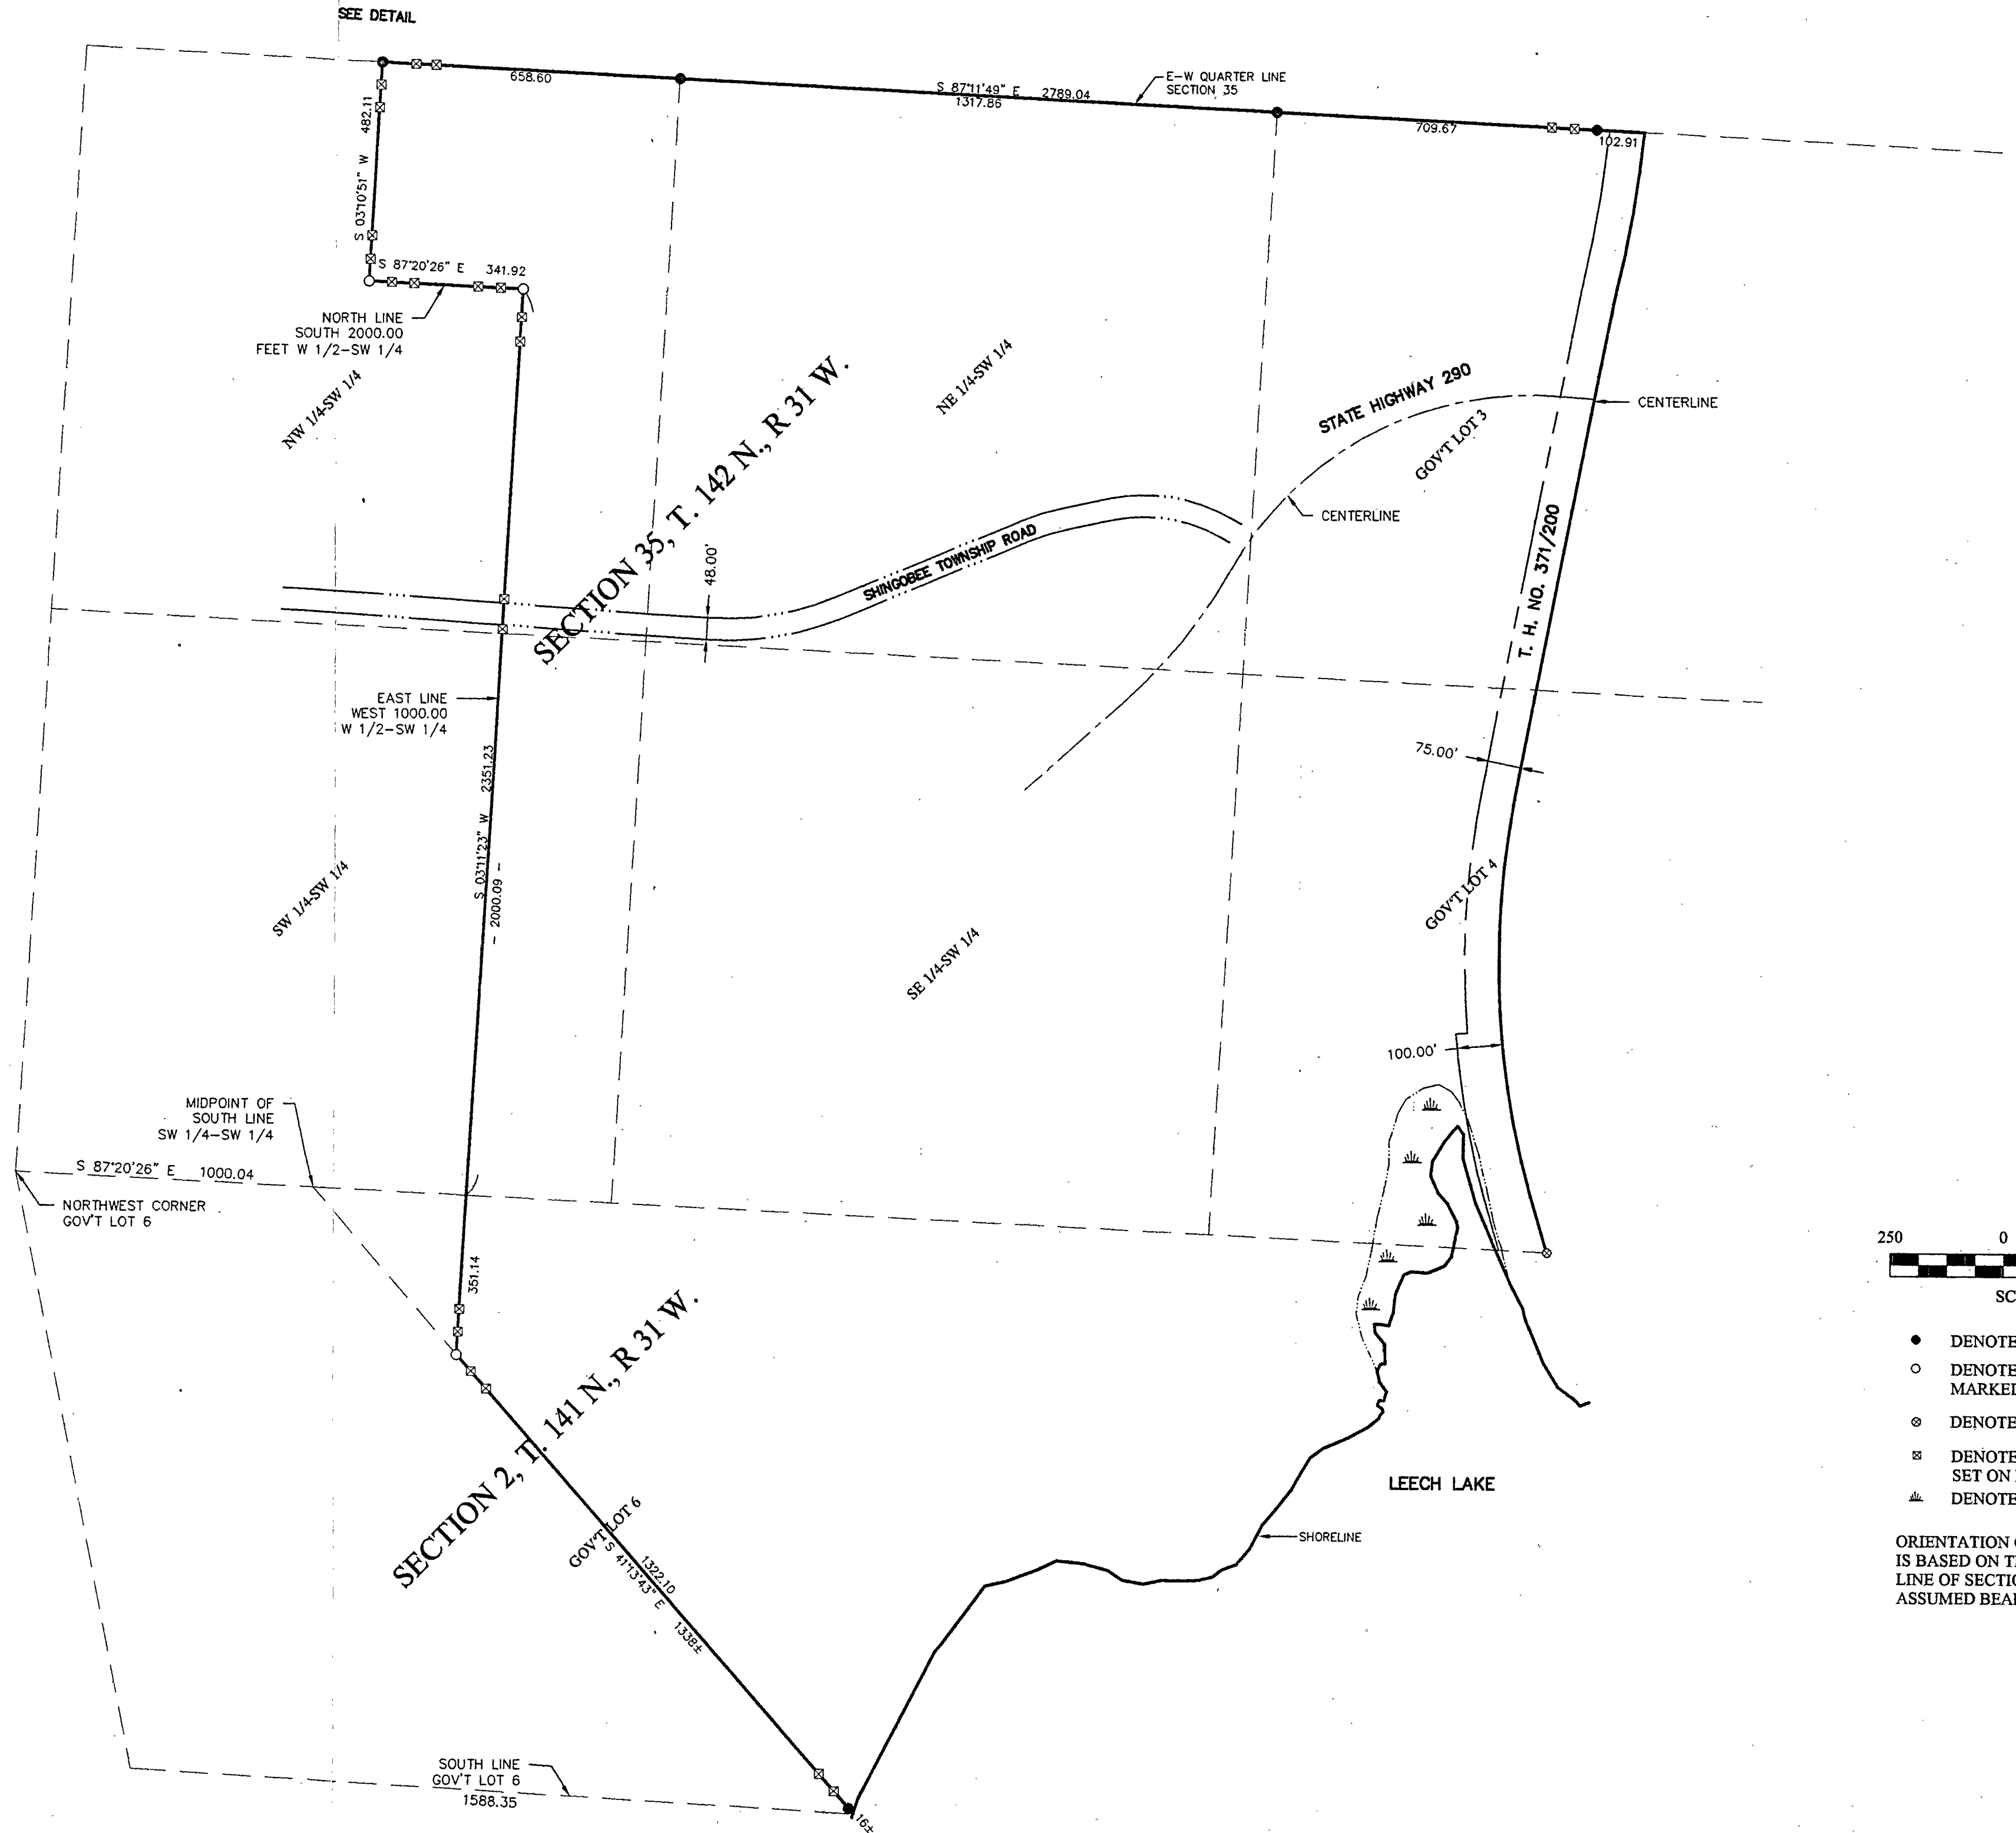 SEE DETAIL
658.60
S 87°11'49" E 2789.04
1317.86
E-W QUARTER LINE
SECTION 35
709.67
102.91
S 03°10'51" W 482.11
S 87°20'26" E 341.92
NORTH LINE
SOUTH 2000.00
FEET W 1/2-SW 1/4
NW 1/4-SW 1/4
SECTION 35, T. 142 N., R 31 W.
NE 1/4-SW 1/4
STATE HIGHWAY 290
GOV'T LOT 3
CENTERLINE
CENTERLINE
SHINGOBEE TOWNSHIP ROAD
48.00'
T. H. NO. 371/200
EAST LINE
WEST 1000.00
W 1/2-SW 1/4
75.00'
S 03°11'23" W 2351.23
- 2000.09 -
SW 1/4-SW 1/4
SE 1/4-SW 1/4
GOV'T LOT 4
100.00'
MIDPOINT OF
SOUTH LINE
SW 1/4-SW 1/4
S 87°20'26" E 1000.04
NORTHWEST CORNER
GOV'T LOT 6
351.14
SECTION 2, T. 141 N., R 31 W.
GOV'T LOT 6
1322.10
S 41°13'43" E 1338±
LEECH LAKE
SHORELINE
SOUTH LINE
GOV'T LOT 6
1588.35
16±
250 0
SC
DENOTE
DENOTE
MARKED
DENOTE
DENOTE
SET ON
DENOTE
ORIENTATION
IS BASED ON T
LINE OF SECTIO
ASSUMED BEA